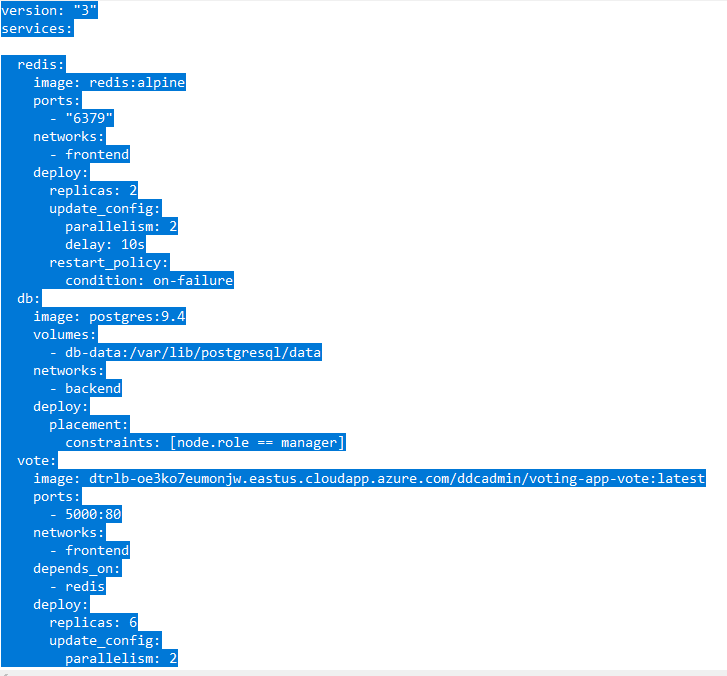 version: "3"
services:
redis:
image: redis:alpine
ports:
- "6379"
networks:
- frontend
deploy:
replicas: 2
update_config:
parallelism: 2
delay: 10s
restart_policy:
condition: on-failure
db:
image: postgres:9.4
volumes:
- db-data:/var/lib/postgresql/data
networks:
- backend
deploy:
placement:
constraints: [node.role == manager]
vote:
image: dtrlb-oe3ko7eumonjw.eastus.cloudapp.azure.com/ddcadmin/voting-app-vote:latest
ports:
- 5000:80
networks:
- frontend
depends_on:
- redis
deploy:
replicas: 6
update_config:
parallelism: 2